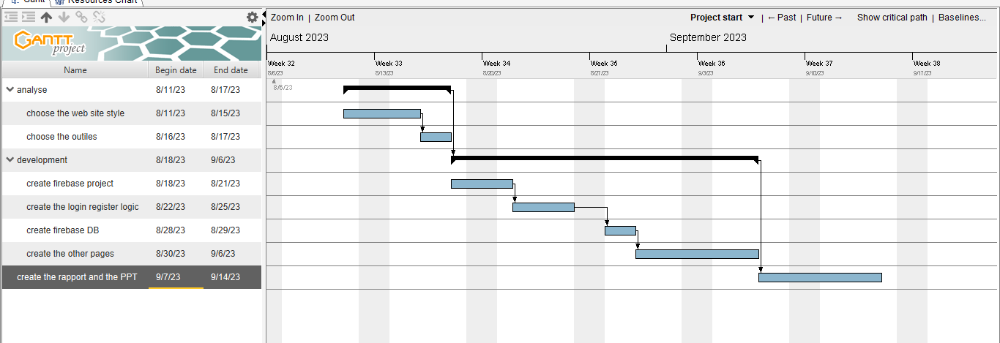 Gantt Resources Chart
Zoom In | Zoom Out Project start | ←Past | Future→ Show critical path | Baselines...
GANTT project
August 2023 September 2023
Name Begin date End date
Week 32 Week 33 Week 34 Week 35 Week 36 Week 37 Week 38
8/6/23 8/13/23 8/20/23 8/27/23 9/3/23 9/10/23 9/17/23
8/6/23
analyse 8/11/23 8/17/23
choose the web site style 8/11/23 8/15/23
choose the outiles 8/16/23 8/17/23
development 8/18/23 9/6/23
create firebase project 8/18/23 8/21/23
create the login register logic 8/22/23 8/25/23
create firebase DB 8/28/23 8/29/23
create the other pages 8/30/23 9/6/23
create the rapport and the PPT 9/7/23 9/14/23